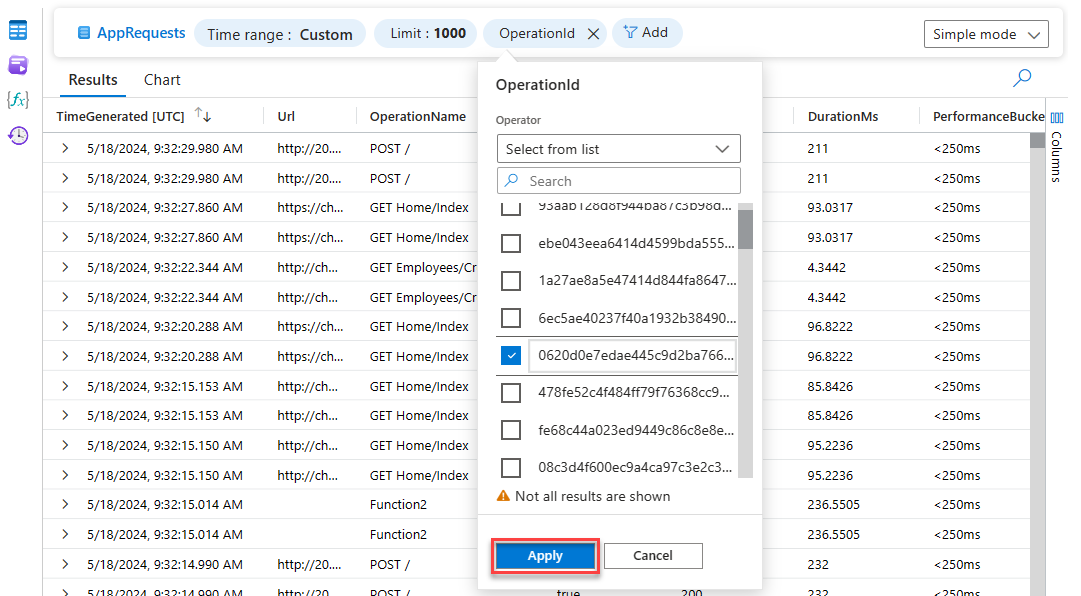 AppRequests Time range : Custom Limit : 1000 OperationId Add Simple mode
Results Chart
OperationId
Operator
Select from list
Search
93aab128d8f944ba87c3b98d...
ebe043eea6414d4599bda555...
1a27ae8a5e47414d844fa8647...
6ec5ae40237f40a1932b38490...
0620d0e7edae445c9d2ba766...
478fe52c4f484ff79f76368cc9...
fe68c44a023ed9449c86c8e8e...
08c3d4f600ec9a4ca97c3e2c3...
Not all results are shown
Apply Cancel
TimeGenerated [UTC] Url OperationName DurationMs PerformanceBucke
5/18/2024, 9:32:29.980 AM http://20.... POST / 211 <250ms
5/18/2024, 9:32:29.980 AM http://20.... POST / 211 <250ms
5/18/2024, 9:32:27.860 AM https://ch... GET Home/Index 93.0317 <250ms
5/18/2024, 9:32:27.860 AM https://ch... GET Home/Index 93.0317 <250ms
5/18/2024, 9:32:22.344 AM http://ch... GET Employees/Cr 4.3442 <250ms
5/18/2024, 9:32:22.344 AM http://ch... GET Employees/Cr 4.3442 <250ms
5/18/2024, 9:32:20.288 AM https://ch... GET Home/Index 96.8222 <250ms
5/18/2024, 9:32:20.288 AM https://ch... GET Home/Index 96.8222 <250ms
5/18/2024, 9:32:15.153 AM http://ch... GET Home/Index 85.8426 <250ms
5/18/2024, 9:32:15.153 AM http://ch... GET Home/Index 85.8426 <250ms
5/18/2024, 9:32:15.150 AM http://ch... GET Home/Index 95.2236 <250ms
5/18/2024, 9:32:15.150 AM http://ch... GET Home/Index 95.2236 <250ms
5/18/2024, 9:32:15.014 AM Function2 236.5505 <250ms
5/18/2024, 9:32:15.014 AM Function2 236.5505 <250ms
5/18/2024, 9:32:14.990 AM http://20.... POST / 232 <250ms
5/18/2024, 9:32:14.990 AM http://20.... POST / true 200 232 <250ms
Columns